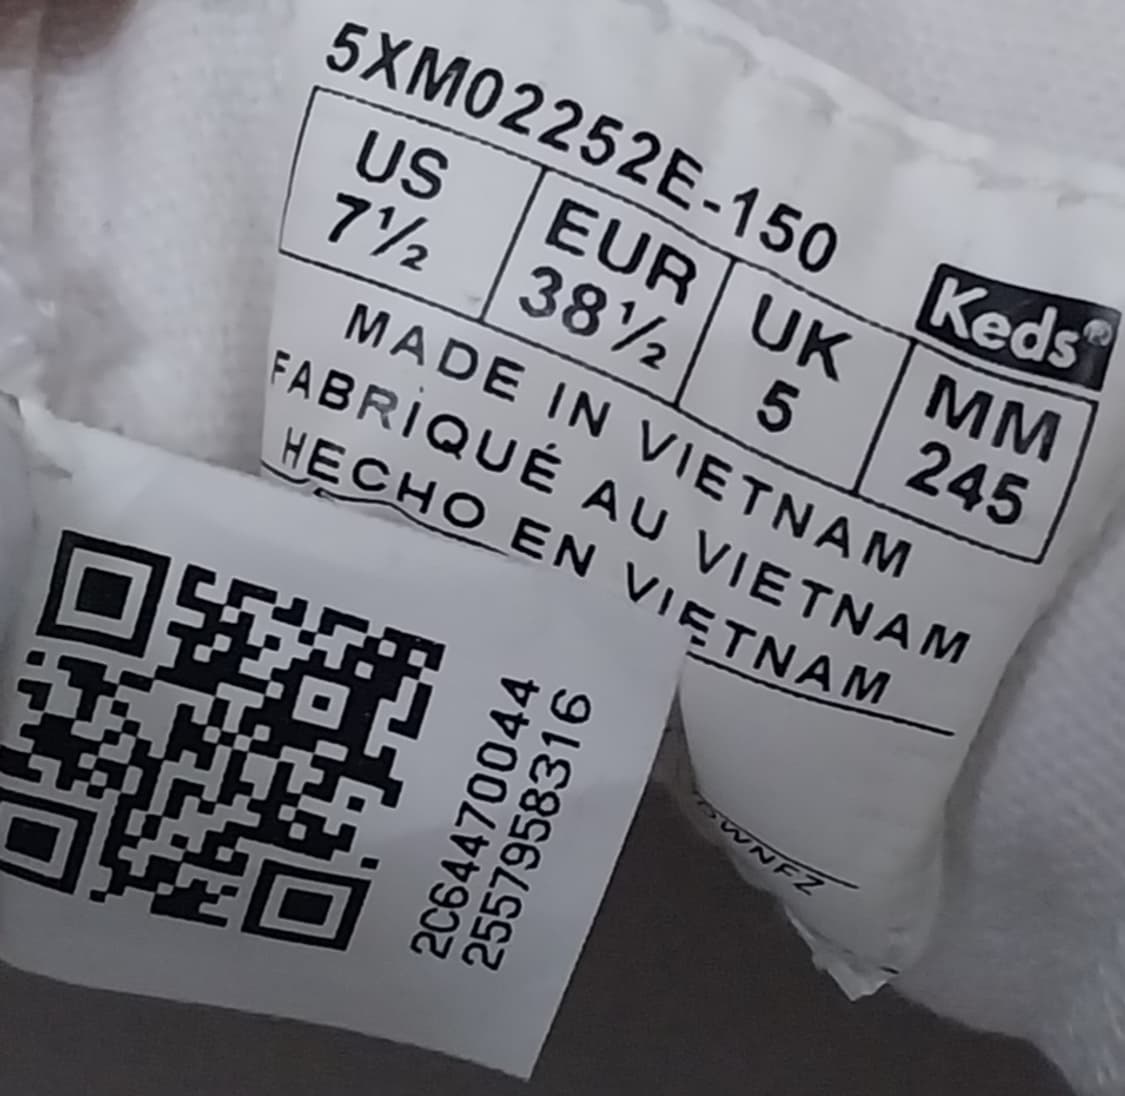 5XM02252E-150
Keds®
US EUR UK MM
7½ 38½ 5 245
MADE IN VIETNAM
FABRIQUÉ AU VIETNAM
HECHO EN VIETNAM
2C64470044
2557958316